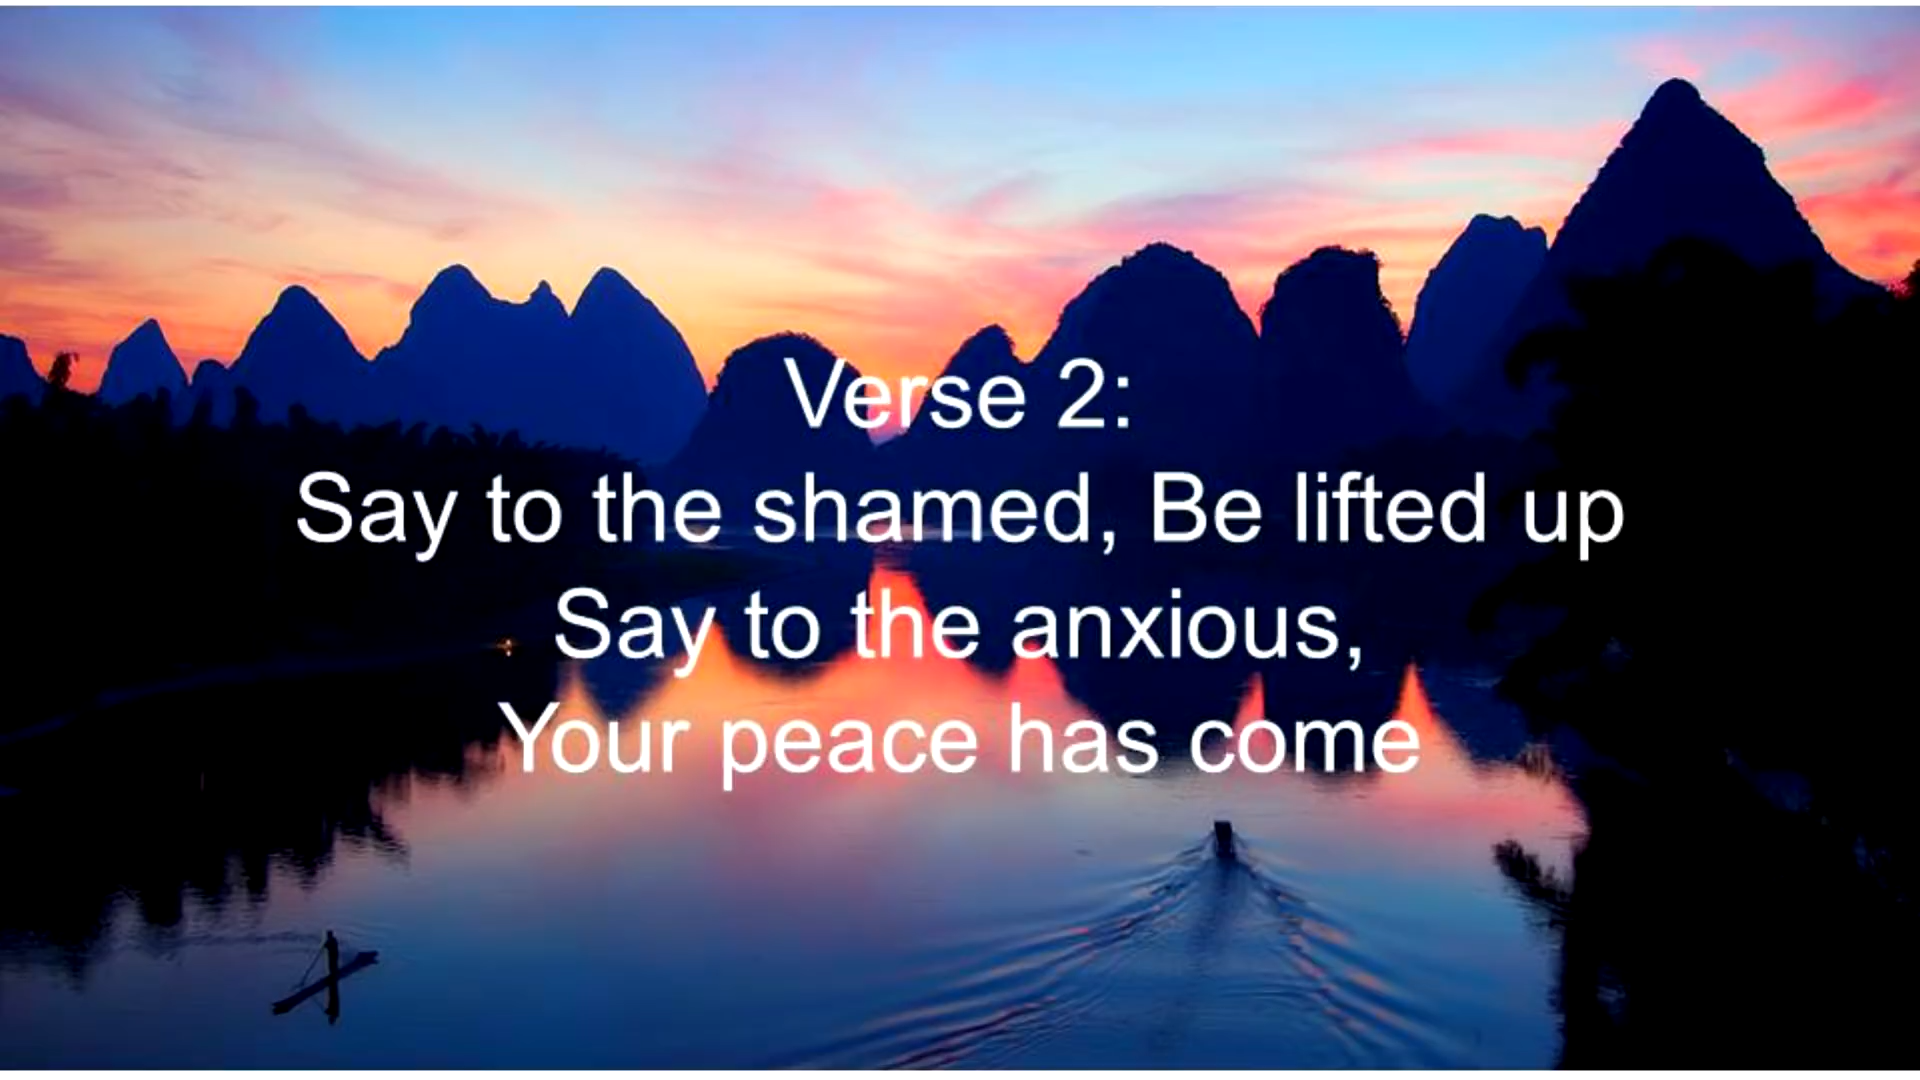 Verse 2:
Say to the shamed, Be lifted up
Say to the anxious,
Your peace has come